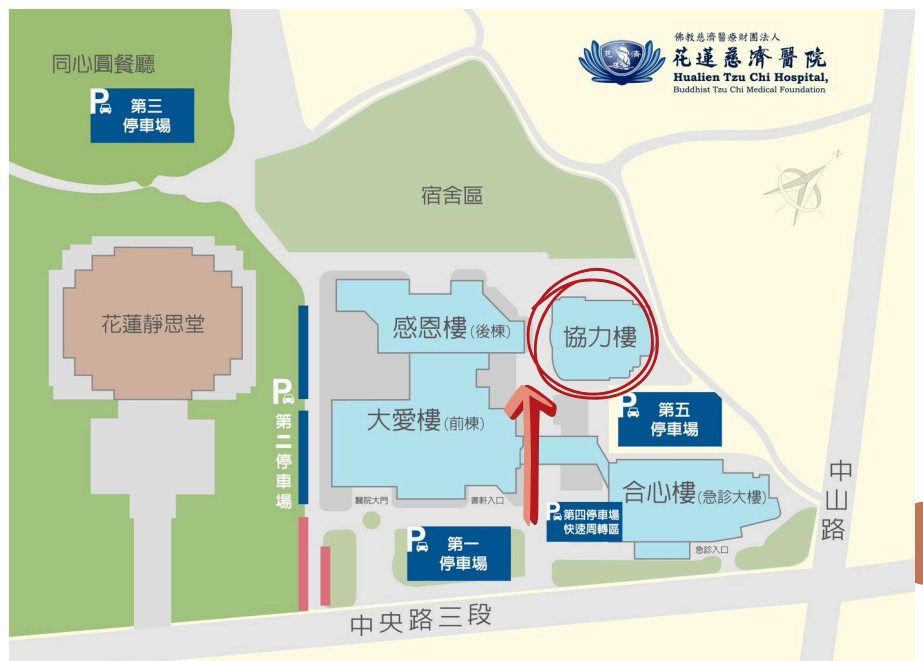 佛教慈濟醫療財團法人
花蓮慈濟醫院
Hualien Tzu Chi Hospital,
Buddhist Tzu Chi Medical Foundation
同心圓餐廳
P 第三
停車場
宿舍區
花蓮靜思堂
感恩樓(後棟)
協力樓
P
第二停車場
大愛樓(前棟)
P 第五
停車場
合心樓(急診大樓)
中山路
醫院大門
書軒入口
P 第四停車場
快速周轉區
P 第一
停車場
急診入口
中央路三段